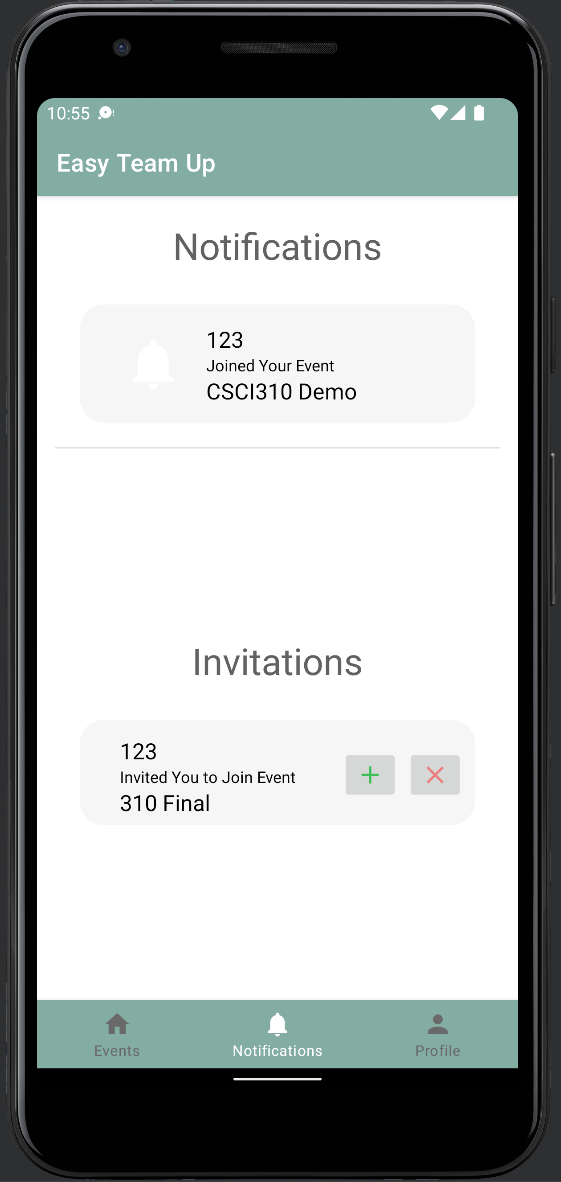 10:55
Easy Team Up
Notifications
123
Joined Your Event
CSCI310 Demo
Invitations
123
Invited You to Join Event
310 Final
Events
Notifications
Profile